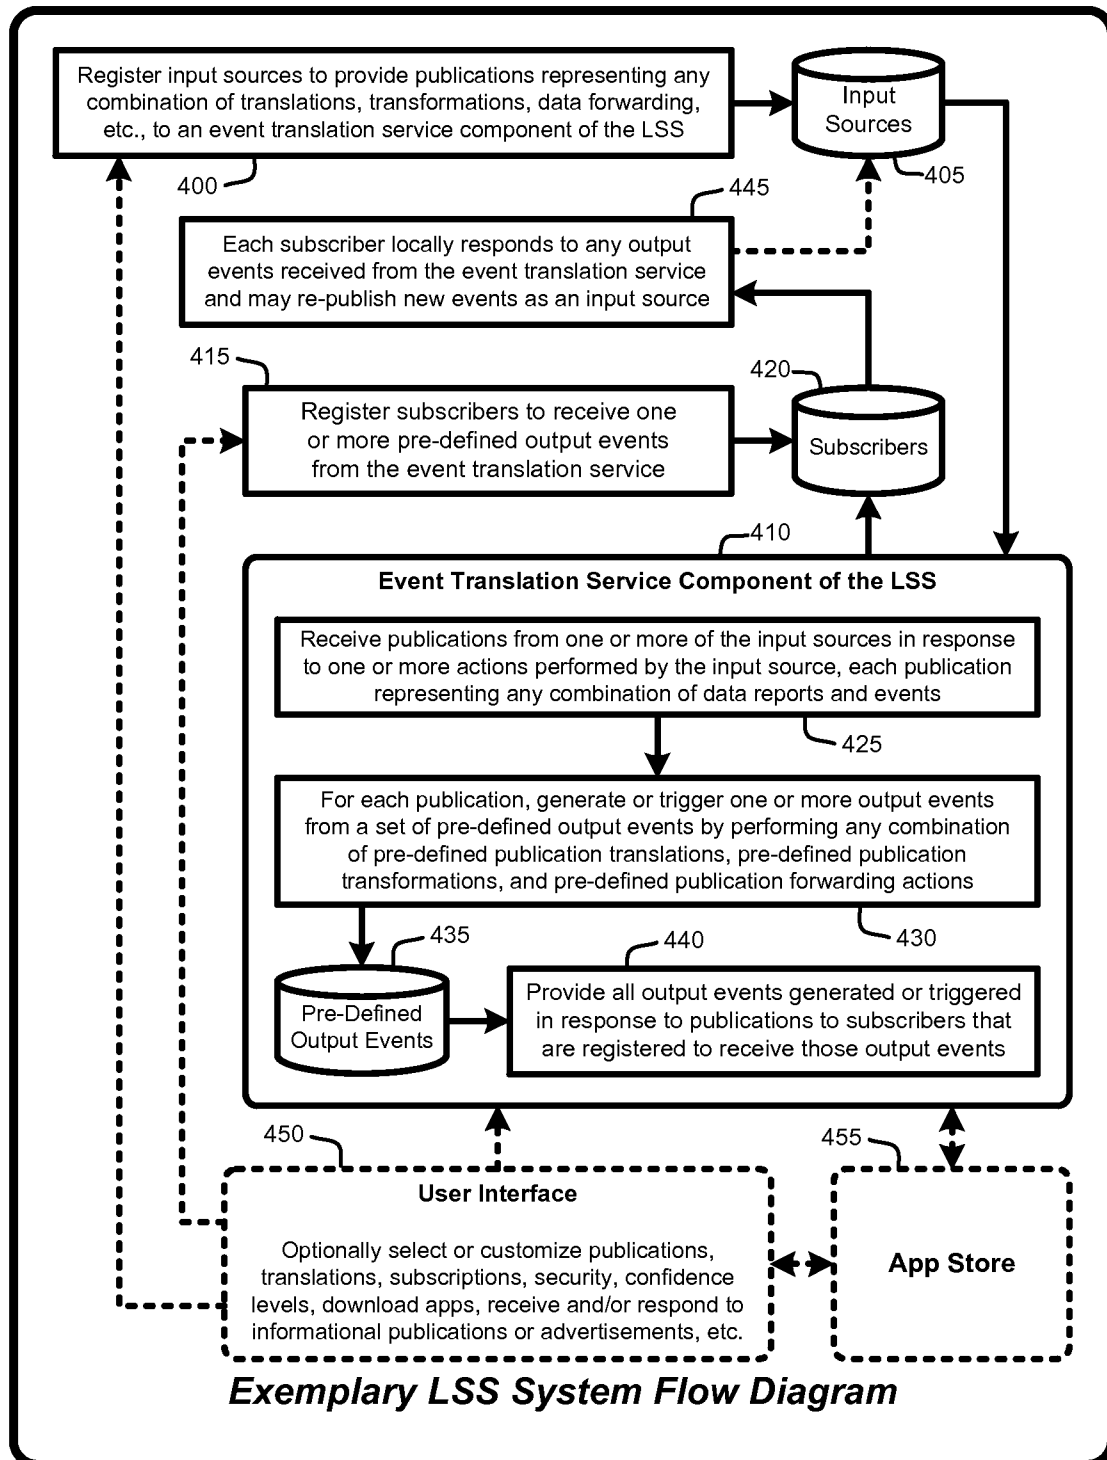 Register input sources to provide publications representing any
combination of translations, transformations, data forwarding,
etc., to an event translation service component of the LSS
400
Input
Sources
405
445
Each subscriber locally responds to any output
events received from the event translation service
and may re-publish new events as an input source
415
Register subscribers to receive one
or more pre-defined output events
from the event translation service
420
Subscribers
410
Event Translation Service Component of the LSS
Receive publications from one or more of the input sources in response
to one or more actions performed by the input source, each publication
representing any combination of data reports and events
425
For each publication, generate or trigger one or more output events
from a set of pre-defined output events by performing any combination
of pre-defined publication translations, pre-defined publication
transformations, and pre-defined publication forwarding actions
430
435
Pre-Defined
Output Events
440
Provide all output events generated or triggered
in response to publications to subscribers that
are registered to receive those output events
450
User Interface
Optionally select or customize publications,
translations, subscriptions, security, confidence
levels, download apps, receive and/or respond to
informational publications or advertisements, etc.
455
App Store
Exemplary LSS System Flow Diagram